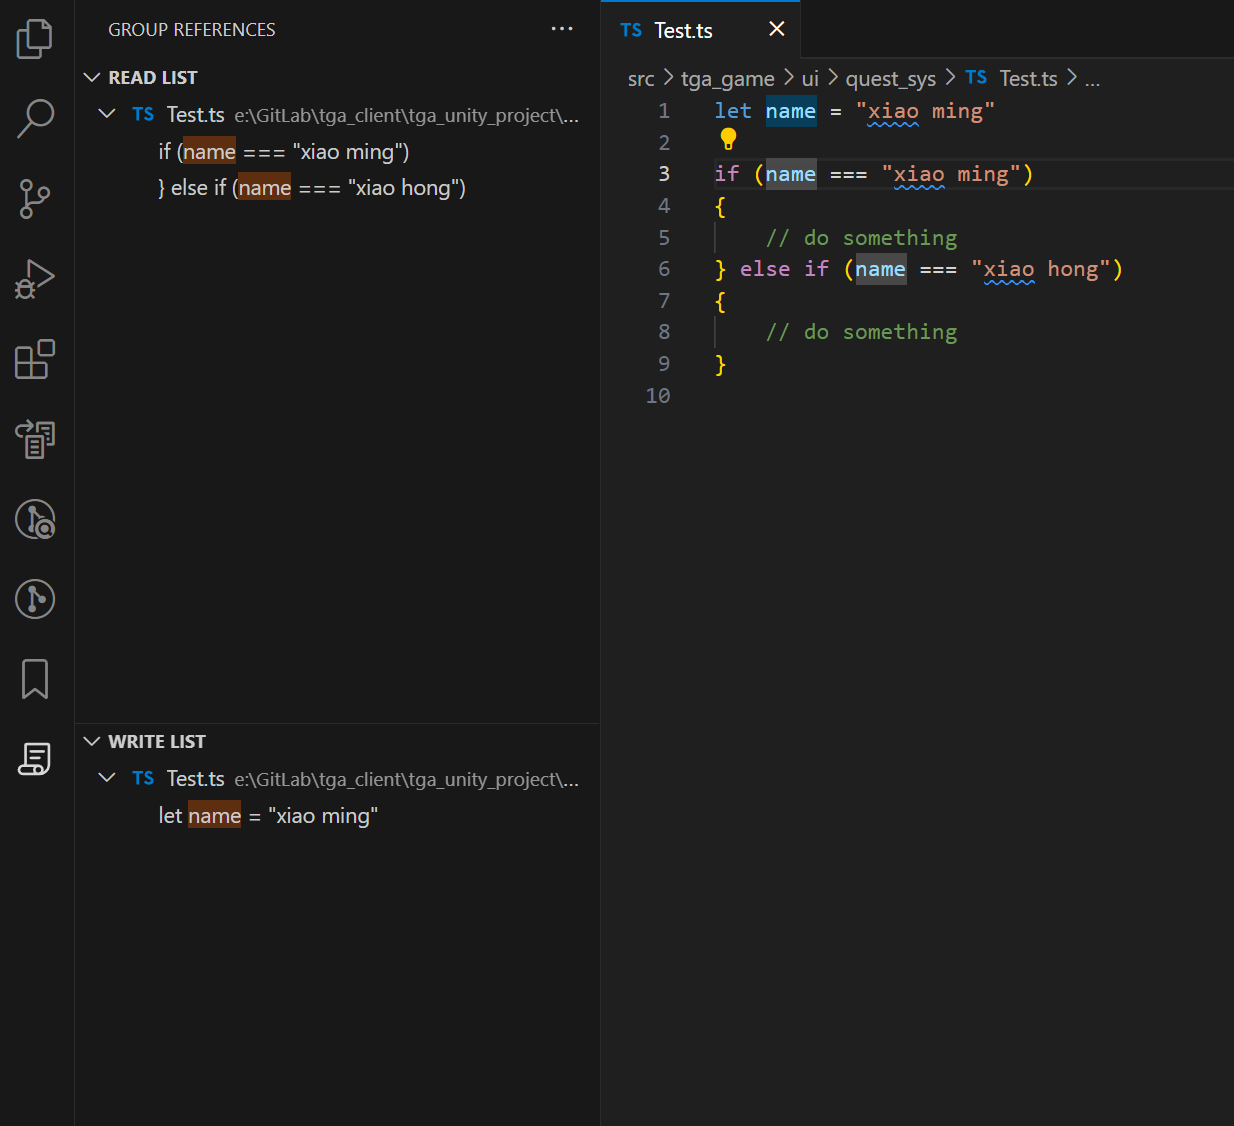 GROUP REFERENCES
...
READ LIST
TS Test.ts e:\GitLab\tga_client\tga_unity_project\...
if (name === "xiao ming")
} else if (name === "xiao hong")
WRITE LIST
TS Test.ts e:\GitLab\tga_client\tga_unity_project\...
let name = "xiao ming"
TS Test.ts
src > tga_game > ui > quest_sys > TS Test.ts > ...
1 let name = "xiao ming"
2
3 if (name === "xiao ming")
4 {
5 // do something
6 } else if (name === "xiao hong")
7 {
8 // do something
9 }
10